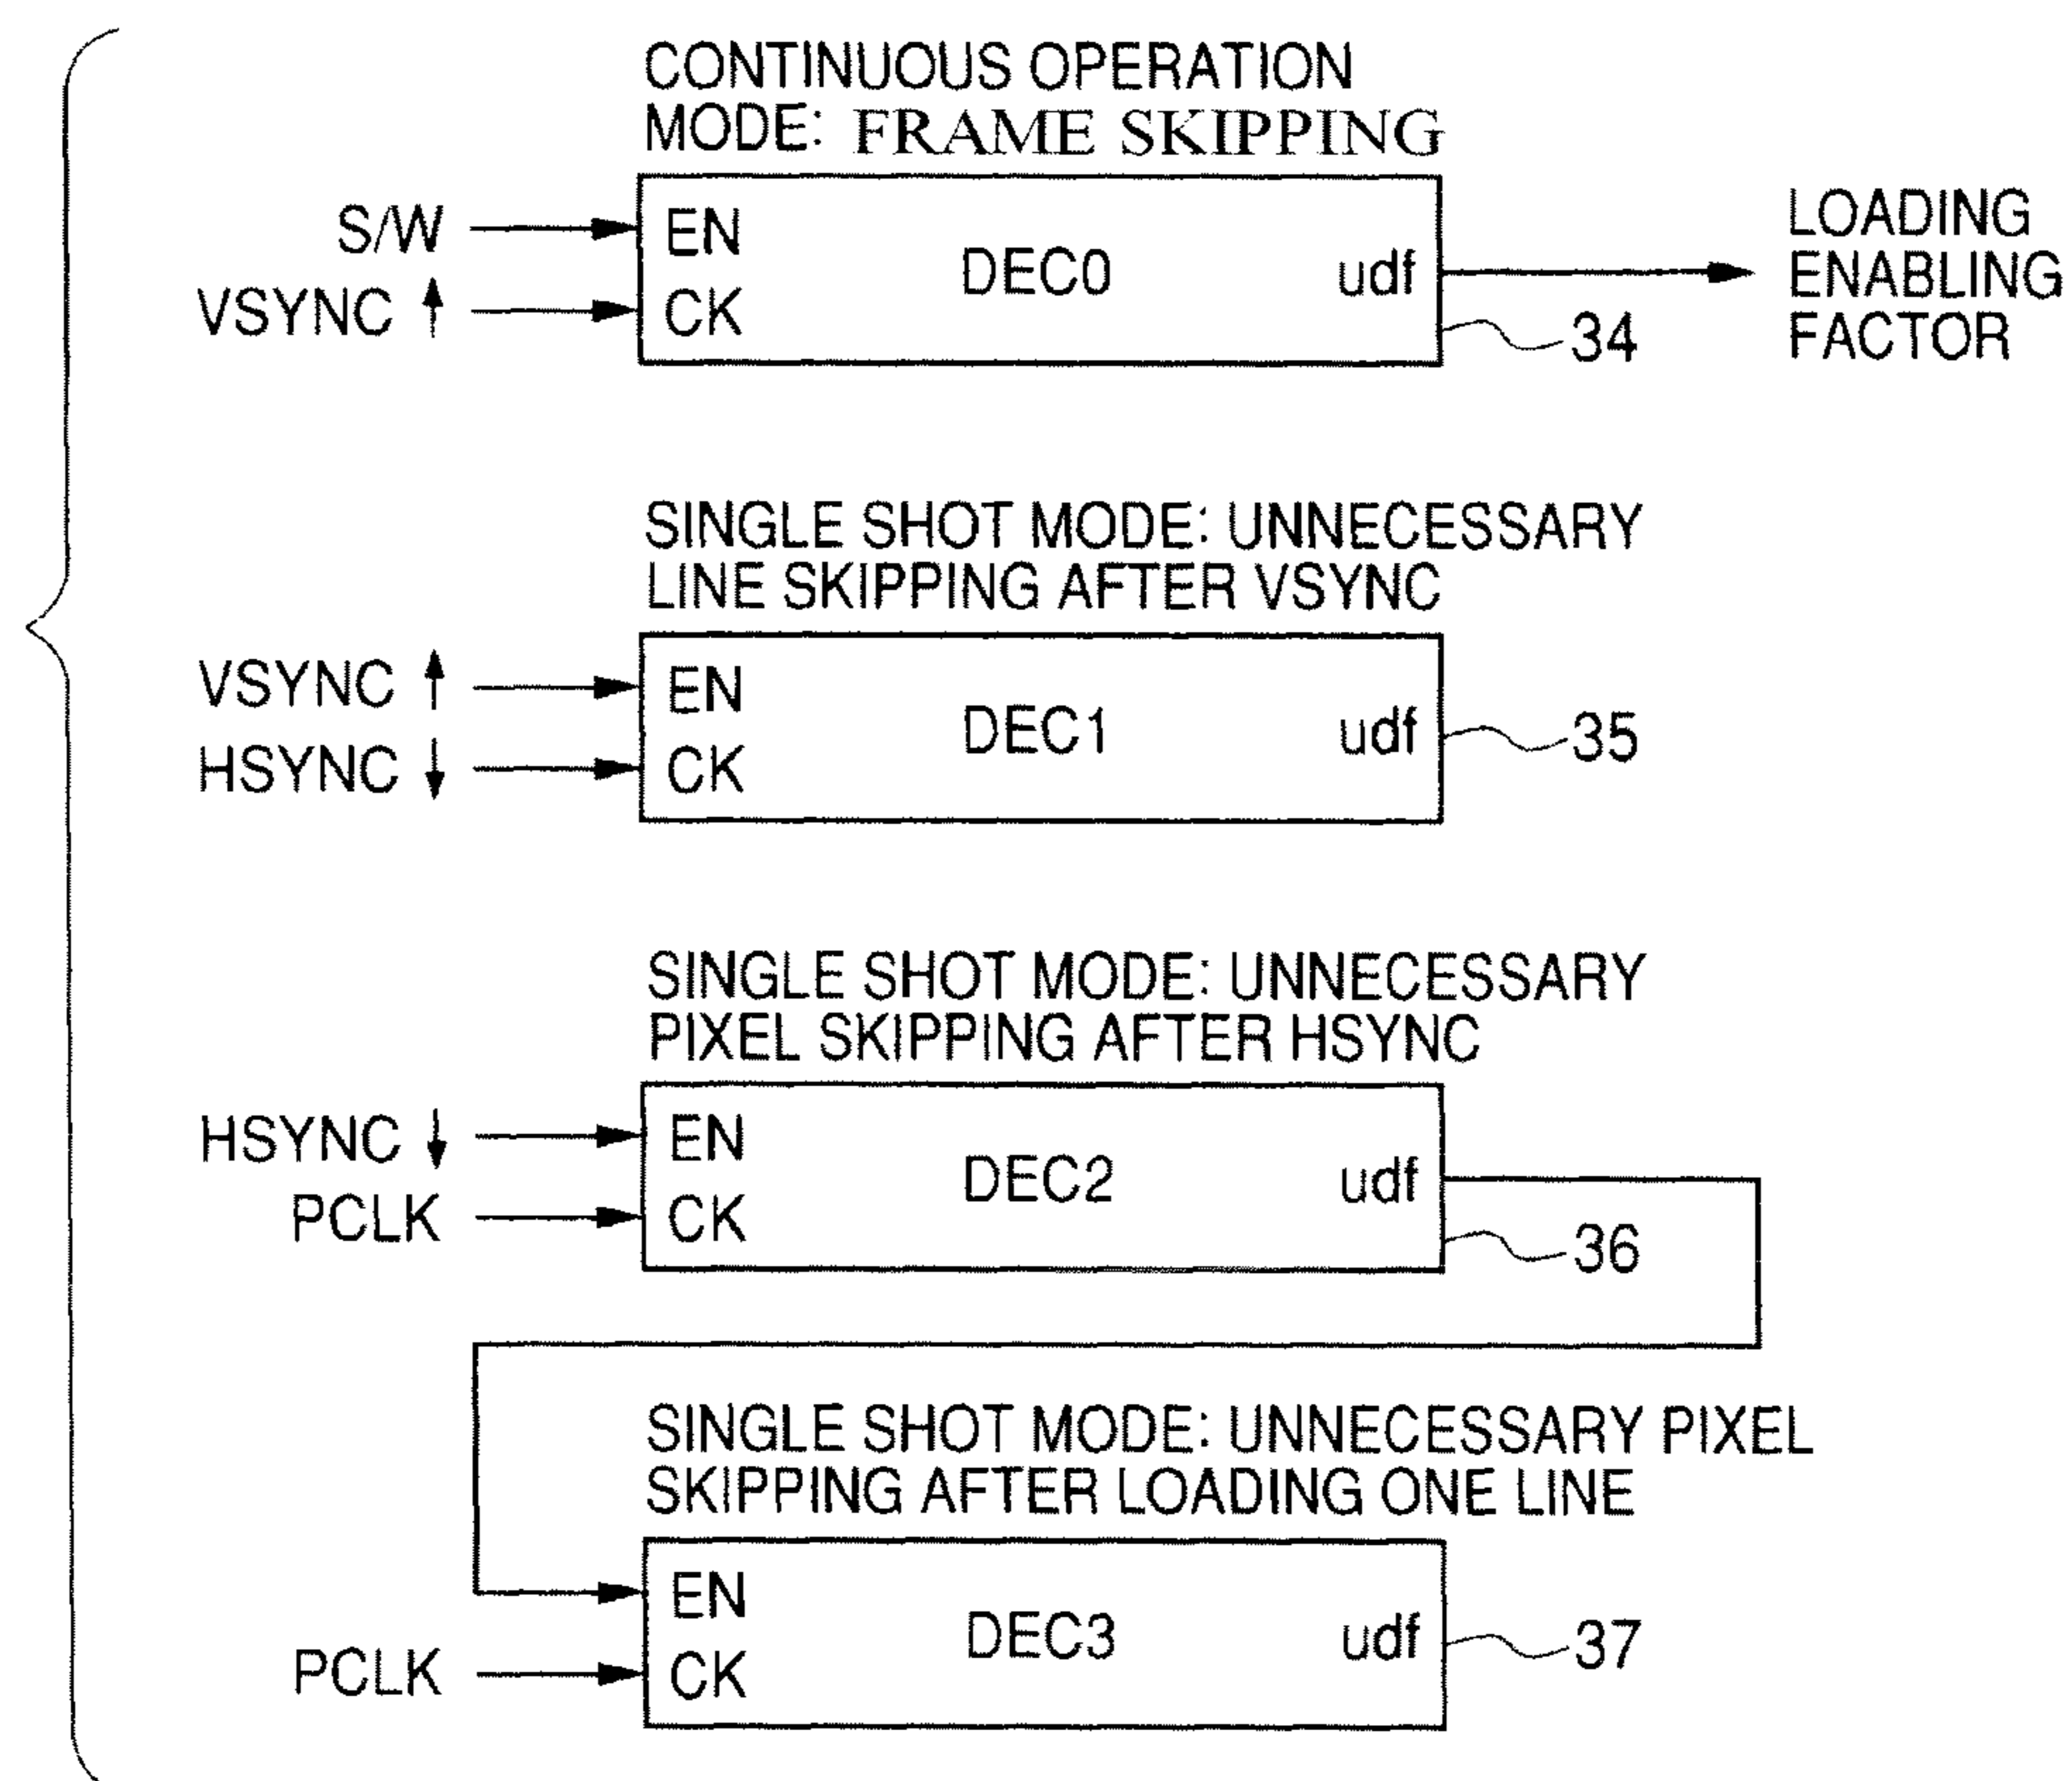 CONTINUOUS OPERATION
MODE: FRAME SKIPPING
S/W
EN
DEC0
udf
VSYNC ↑
CK
34
LOADING
ENABLING
FACTOR
SINGLE SHOT MODE: UNNECESSARY
LINE SKIPPING AFTER VSYNC
VSYNC ↑
EN
DEC1
udf
HSYNC ↓
CK
35
SINGLE SHOT MODE: UNNECESSARY
PIXEL SKIPPING AFTER HSYNC
HSYNC ↓
EN
DEC2
udf
PCLK
CK
36
SINGLE SHOT MODE: UNNECESSARY PIXEL
SKIPPING AFTER LOADING ONE LINE
EN
DEC3
udf
PCLK
CK
37